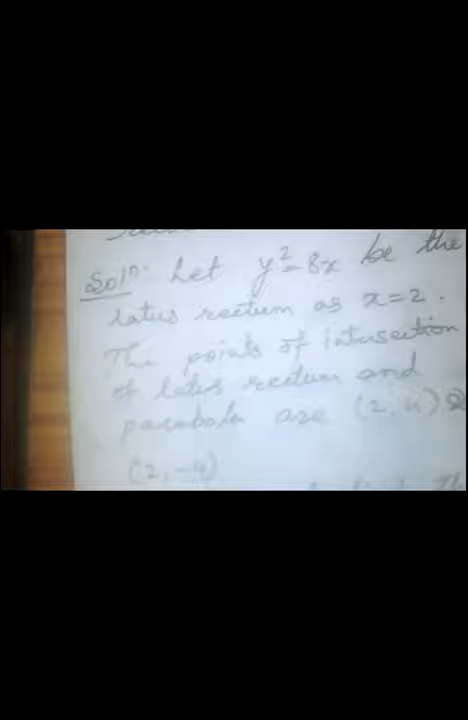 Soln. Let y²=8x be the
latus rectum as x=2.
The points of intersection
of latus rectum and
parabola are (2,4) &
(2,-4)